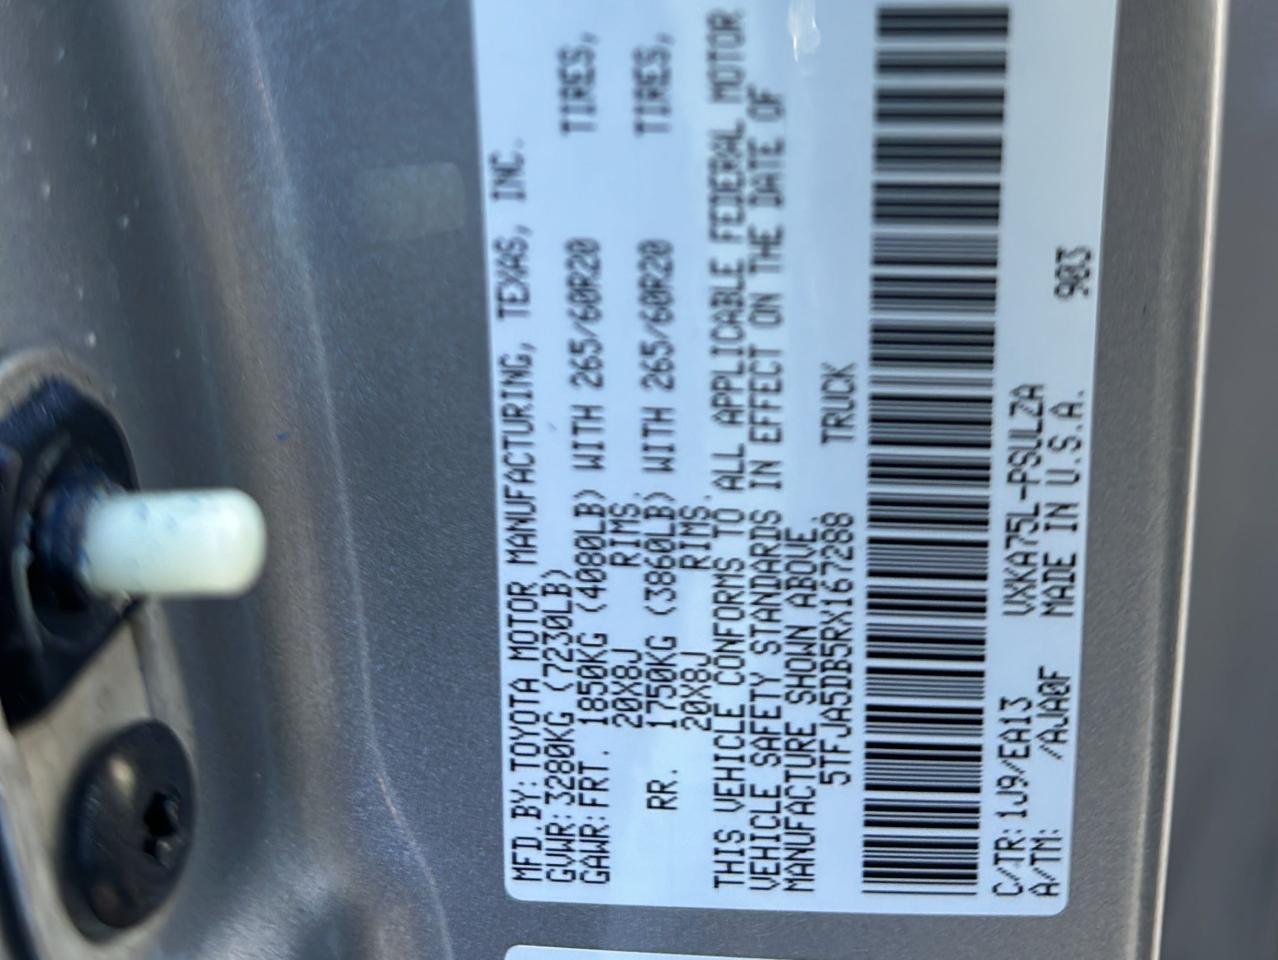 MFD.BY: TOYOTA MOTOR MANUFACTURING, TEXAS, INC.
GVWR: 3280KG (7230LB)
GAWR: FRT. 1850KG (4080LB) WITH 265/60R20 TIRES,
20X8J RIMS.
RR. 1750KG (3860LB) WITH 265/60R20 TIRES,
20X8J RIMS.
THIS VEHICLE CONFORMS TO ALL APPLICABLE FEDERAL MOTOR
VEHICLE SAFETY STANDARDS IN EFFECT ON THE DATE OF
MANUFACTURE SHOWN ABOVE.
5TFJA5DB5RX167288 TRUCK
C/TR: 1J9/EA13 VXKA75L-PSULZA 903
A/TM: /AJA0F MADE IN U.S.A.